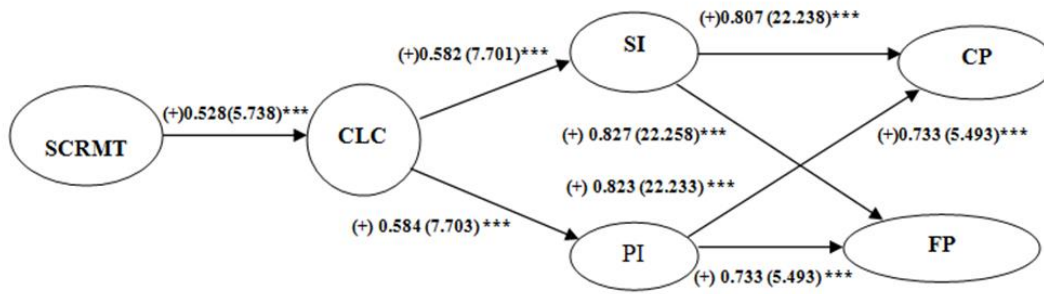 (+)0.807 (22.238)***
SI
(+)0.582 (7.701)***
CP
(+)0.528(5.738)***
CLC
SCRMT
(+) 0.827 (22.258)***
(+)0.733 (5.493)***
(+) 0.823 (22.233) ***
(+) 0.584 (7.703) ***
PI
FP
(+) 0.733 (5.493) ***